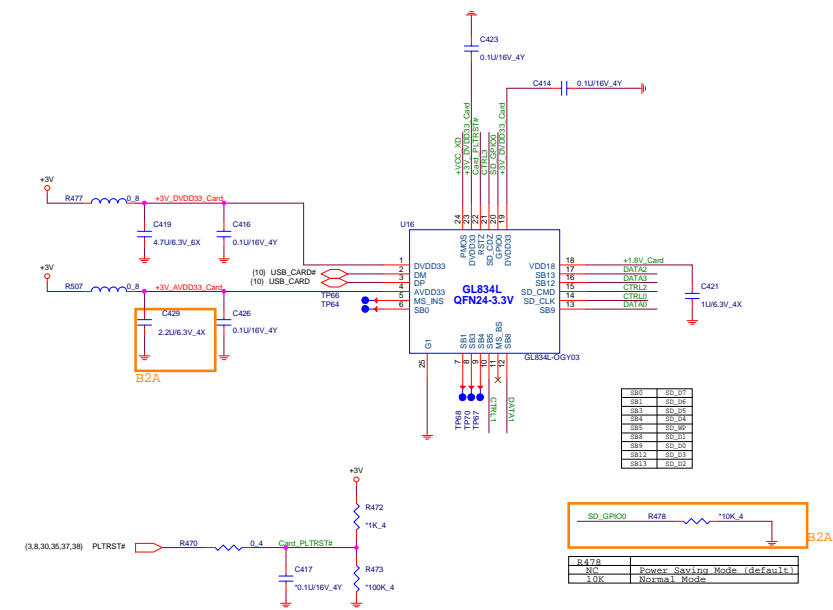 C423
0.1U/16V_4Y
C414
0.1U/16V_4Y
+VCC_XD
+3V_DVDD33_Card
Card_PLTRST#
CTRL3
SD_GPIO0
+3V_DVDD33_Card
24
23
22
21
20
19
+3V
R477
0_8
+3V_DVDD33_Card
C419
4.7U/6.3V_6X
C416
0.1U/16V_4Y
+3V
R507
0_8
+3V_AVDD33_Card
C429
2.2U/6.3V_4X
C426
0.1U/16V_4Y
B2A
(10) USB_CARD#
(10) USB_CARD
TP66
TP64
U16
PMOS
DVDD33
RSTZ
SD_CDZ
GPIO0
DVDD33
1
2
3
4
5
6
DVDD33
DM
DP
AVDD33
MS_INS
SB0
GL834L
QFN24-3.3V
VDD18
SB13
SB12
SD_CMD
SD_CLK
SB9
18
17
16
15
14
13
+1.8V_Card
DATA2
DATA3
CTRL2
CTRL0
DATA0
C421
1U/6.3V_4X
G1
SB1
SB3
SB4
SB5
MS_BS
SB8
GL834L-OGY03
25
7
8
9
10
11
12
TP68
TP70
TP67
CTRL1
DATA1
SB0 SD_D7
SB1 SD_D6
SB3 SD_D5
SB4 SD_D4
SB5 SD_WP
SB8 SD_D1
SB9 SD_D0
SB12 SD_D3
SB13 SD_D2
+3V
R472
*1K_4
(3,8,30,35,37,38) PLTRST#
R470
0_4
Card_PLTRST#
C417
*0.1U/16V_4Y
R473
*100K_4
SD_GPIO0
R478
*10K_4
B2A
R478
NC Power Saving Mode (default)
10K Normal Mode